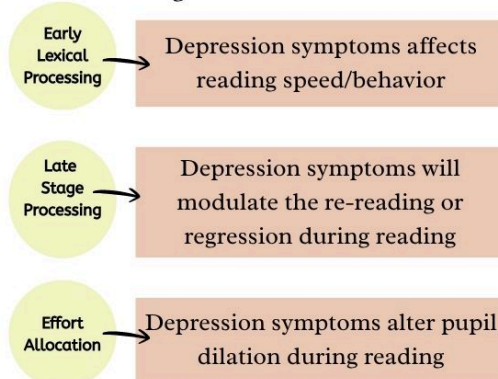 Early
Lexical
Processing
Depression symptoms affects
reading speed/behavior
Late
Stage
Processing
Depression symptoms will
modulate the re-reading or
regression during reading
Effort
Allocation
Depression symptoms alter pupil
dilation during reading